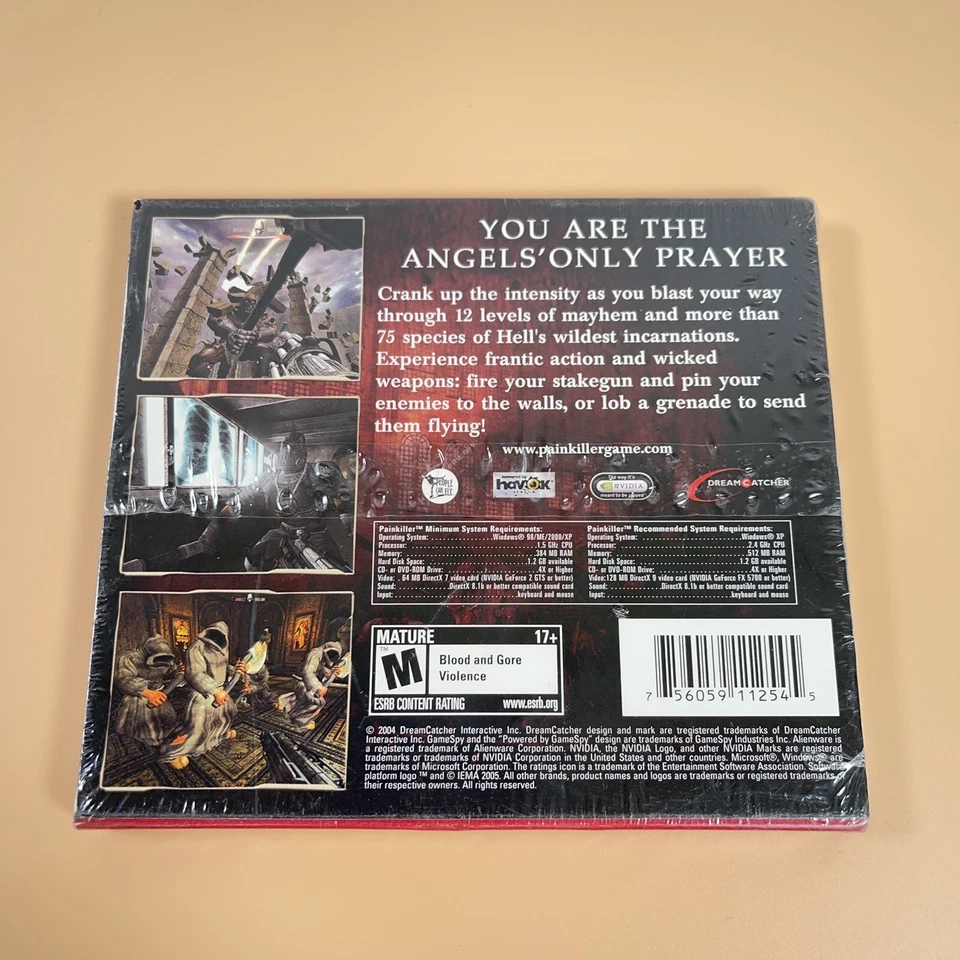 YOU ARE THE
ANGELS' ONLY PRAYER
Crank up the intensity as you blast your way
through 12 levels of mayhem and more than
75 species of Hell's wildest incarnations.
Experience frantic action and wicked
weapons: fire your stakegun and pin your
enemies to the walls, or lob a grenade to send
them flying!
www.painkillergame.com
PEOPLE CAN FLY
powered by
havok
The way it's
NVIDIA
meant to be played
DREAMCATCHER
Painkiller™ Minimum System Requirements:
Operating System: Windows® 98/ME/2000/XP
Processor: 1.5 GHz CPU
Memory: 384 MB RAM
Hard Disk Space: 1.2 GB available
CD- or DVD-ROM Drive: 4X or Higher
Video: 64 MB DirectX 7 video card (NVIDIA GeForce 2 GTS or better)
Sound: DirectX 8.1b or better compatible sound card
Input: keyboard and mouse
Painkiller™ Recommended System Requirements:
Operating System: Windows® XP
Processor: 2.4 GHz CPU
Memory: 512 MB RAM
Hard Disk Space: 1.2 GB available
CD- or DVD-ROM Drive: 4X or Higher
Video: 128 MB DirectX 9 video card (NVIDIA GeForce FX 5700 or better)
Sound: DirectX 8.1b or better compatible sound card
Input: keyboard and mouse
MATURE 17+
M
™
Blood and Gore
Violence
ESRB CONTENT RATING www.esrb.org
7 56059 11254 5
© 2004 DreamCatcher Interactive Inc. DreamCatcher design and mark are tregistered trademarks of DreamCatcher
Interactive Inc. GameSpy and the "Powered by GameSpy" design are trademarks of GameSpy Industries Inc. Alienware is
a registered trademark of Alienware Corporation. NVIDIA, the NVIDIA Logo, and other NVIDIA Marks are registered
trademarks or trademarks of NVIDIA Corporation in the United States and other countries. Microsoft®, Windows® are
trademarks of Microsoft Corporation. The ratings icon is a trademark of the Entertainment Software Association. Software
platform logo ™ and © IEMA 2005. All other brands, product names and logos are trademarks or registered trademarks of
their respective owners. All rights reserved.